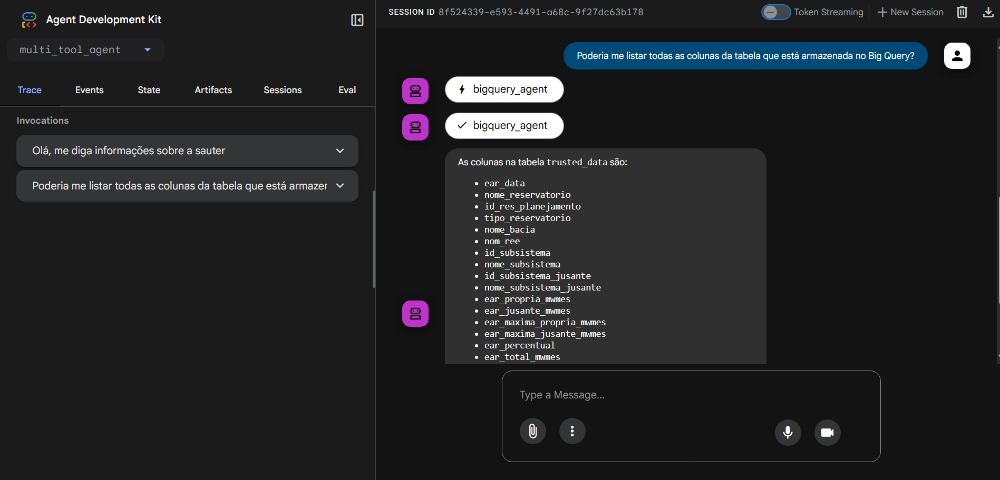 Agent Development Kit
multi_tool_agent
Trace
Events
State
Artifacts
Sessions
Eval
Invocations
Olá, me diga informações sobre a sauter
Poderia me listar todas as colunas da tabela que está armazer
SESSION ID 8f524339-e593-4491-a68c-9f27dc63b178
Token Streaming
New Session
Poderia me listar todas as colunas da tabela que está armazenada no Big Query?
bigquery_agent
bigquery_agent
As colunas na tabela trusted_data são:
• ear_data
• nome_reservatorio
• id_res_planejamento
• tipo_reservatorio
• nome_bacia
• nom_ree
• id_subsistema
• nome_subsistema
• id_subsistema_jusante
• nome_subsistema_jusante
• ear_propria_mwmes
• ear_jusante_mwmes
• ear_maxima_propria_mwmes
• ear_maxima_jusante_mwmes
• ear_percentual
• ear_total_mwmes
Type a Message...